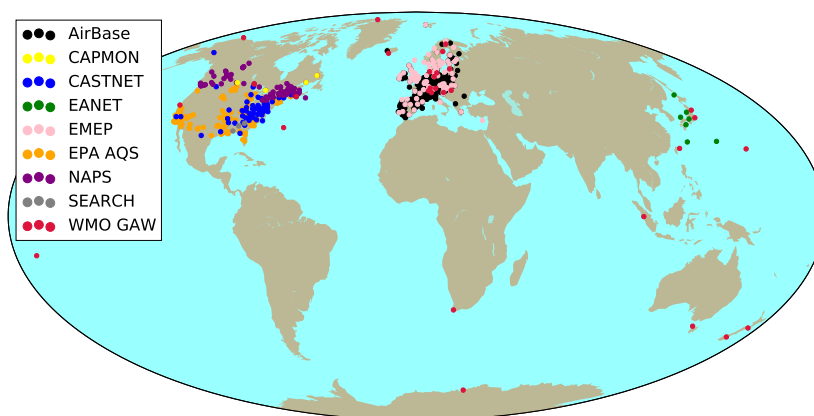 AirBase
CAPMON
CASTNET
EANET
EMEP
EPA AQS
NAPS
SEARCH
WMO GAW